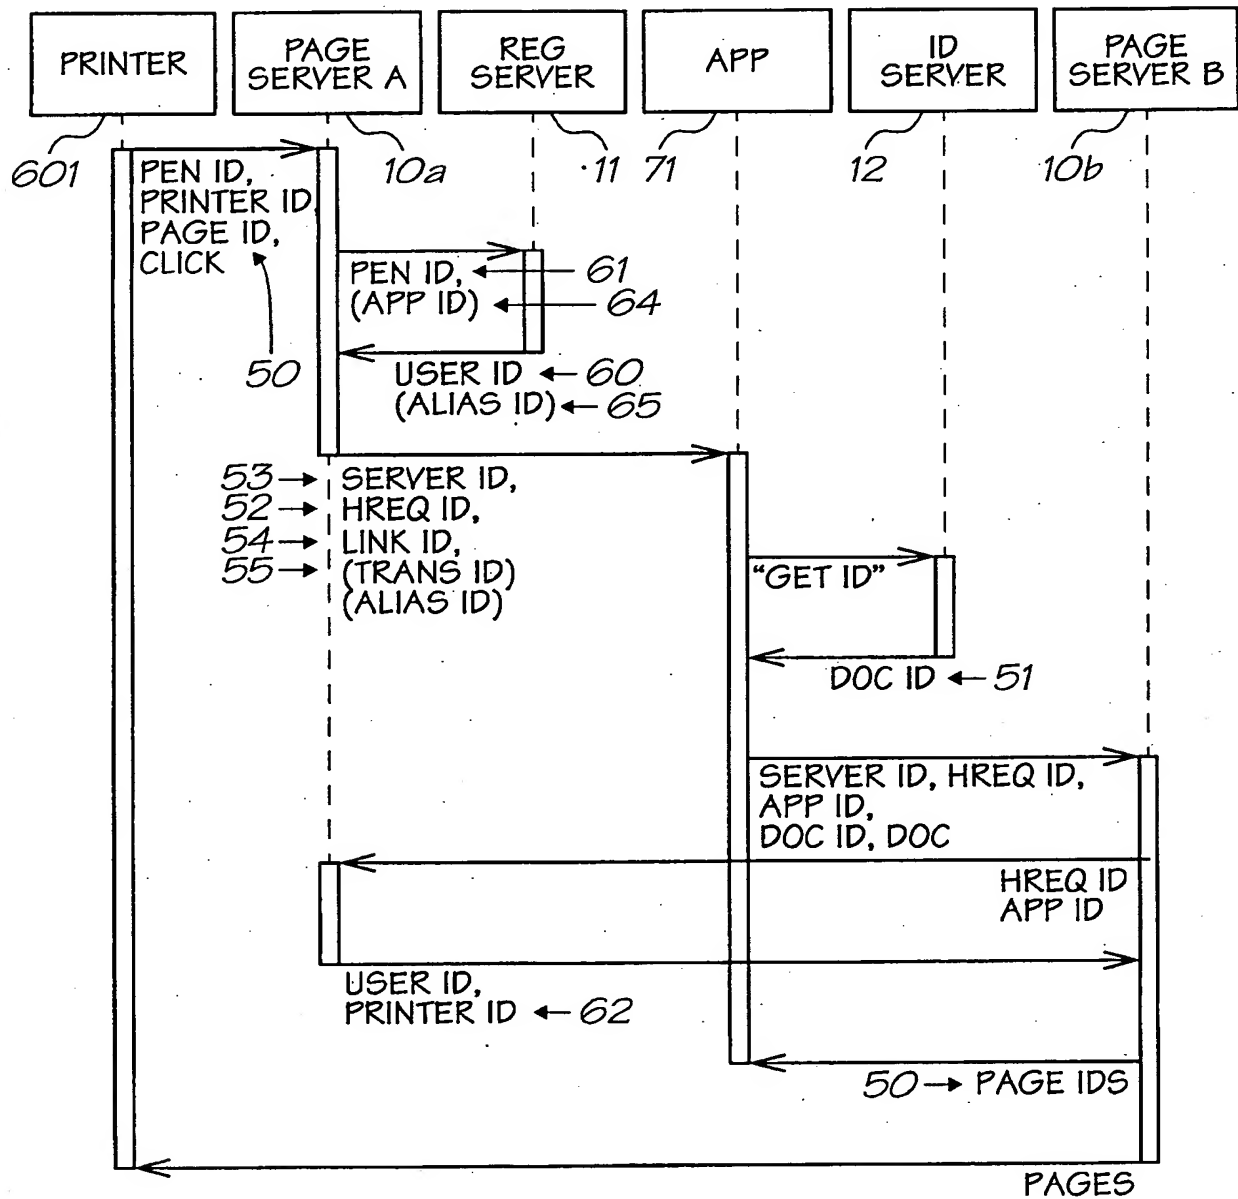 PRINTER
PAGE
SERVER A
REG
SERVER
APP
ID
SERVER
PAGE
SERVER B
601
10a
11
71
12
10b
PEN ID,
PRINTER ID,
PAGE ID,
CLICK
50
PEN ID, 61
(APP ID) 64
USER ID 60
(ALIAS ID) 65
53 SERVER ID,
52 HREQ ID,
54 LINK ID,
55 (TRANS ID)
(ALIAS ID)
“GET ID”
DOC ID 51
SERVER ID, HREQ ID,
APP ID,
DOC ID, DOC
HREQ ID
APP ID
USER ID,
PRINTER ID 62
50 PAGE IDS
PAGES